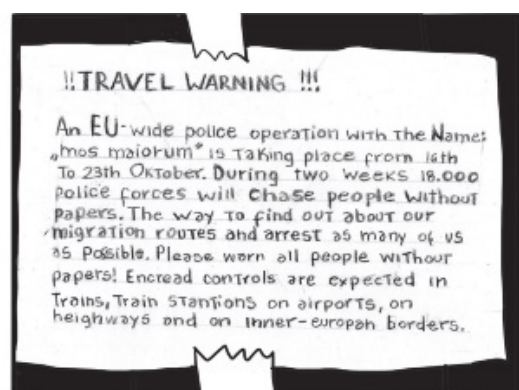 !! TRAVEL WARNING !!!
An EU-wide police operation with the Name:
„mos maiorum" is taking place from 16th
To 23th Oktober. During two weeks 18.000
police forces will chase people without
papers. The way to find out about our
migration routes and arrest as many of us
as possible. Please warn all people without
papers! Encread controls are expected in
Trains, Train stantions on airports, on
heighways and on inner-europan borders.